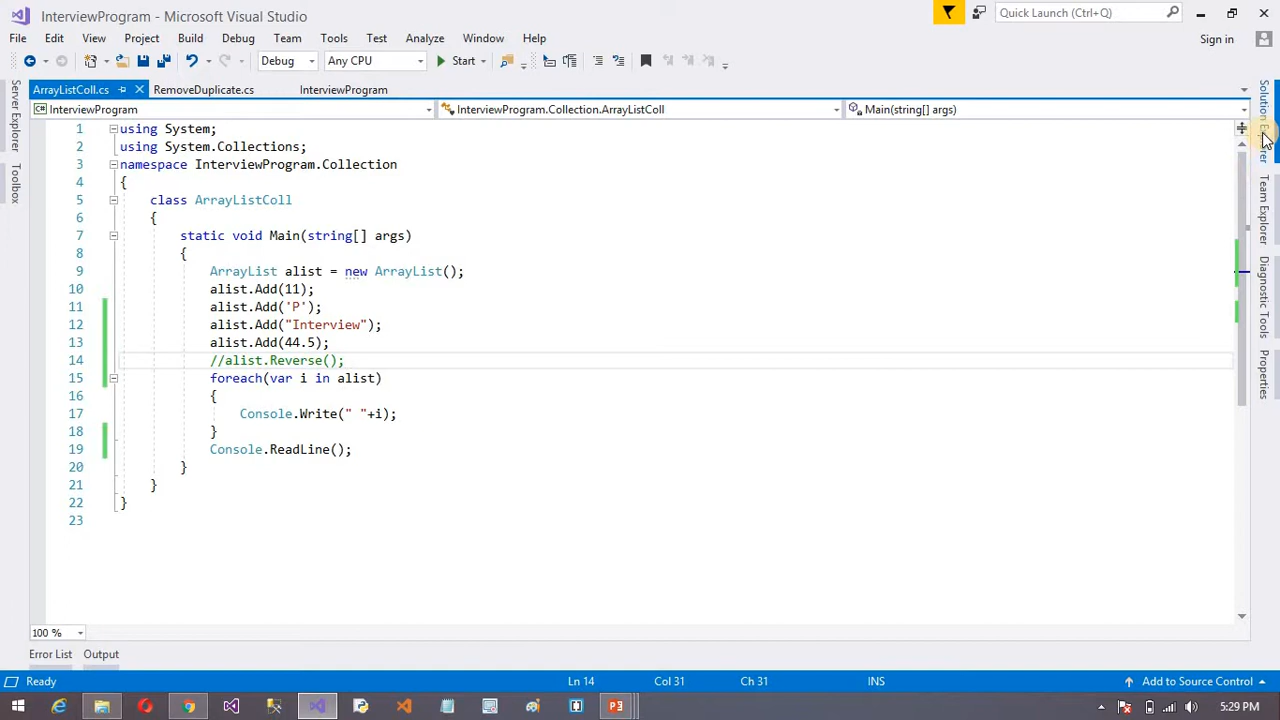 InterviewProgram - Microsoft Visual Studio
Quick Launch (Ctrl+Q)
File Edit View Project Build Debug Team Tools Test Analyze Window Help
Sign in
Debug Any CPU Start
ArrayListColl.cs RemoveDuplicate.cs InterviewProgram
InterviewProgram InterviewProgram.Collection.ArrayListColl Main(string[] args)
Server Explorer
Toolbox
Solution Explorer
Team Explorer
Diagnostic Tools
Properties
1 using System;
2 using System.Collections;
3 namespace InterviewProgram.Collection
4 {
5 class ArrayListColl
6 {
7 static void Main(string[] args)
8 {
9 ArrayList alist = new ArrayList();
10 alist.Add(11);
11 alist.Add('P');
12 alist.Add("Interview");
13 alist.Add(44.5);
14 //alist.Reverse();
15 foreach(var i in alist)
16 {
17 Console.Write(" "+i);
18 }
19 Console.ReadLine();
20 }
21 }
22 }
23
100 %
Error List Output
Ready Ln 14 Col 31 Ch 31 INS Add to Source Control
5:29 PM